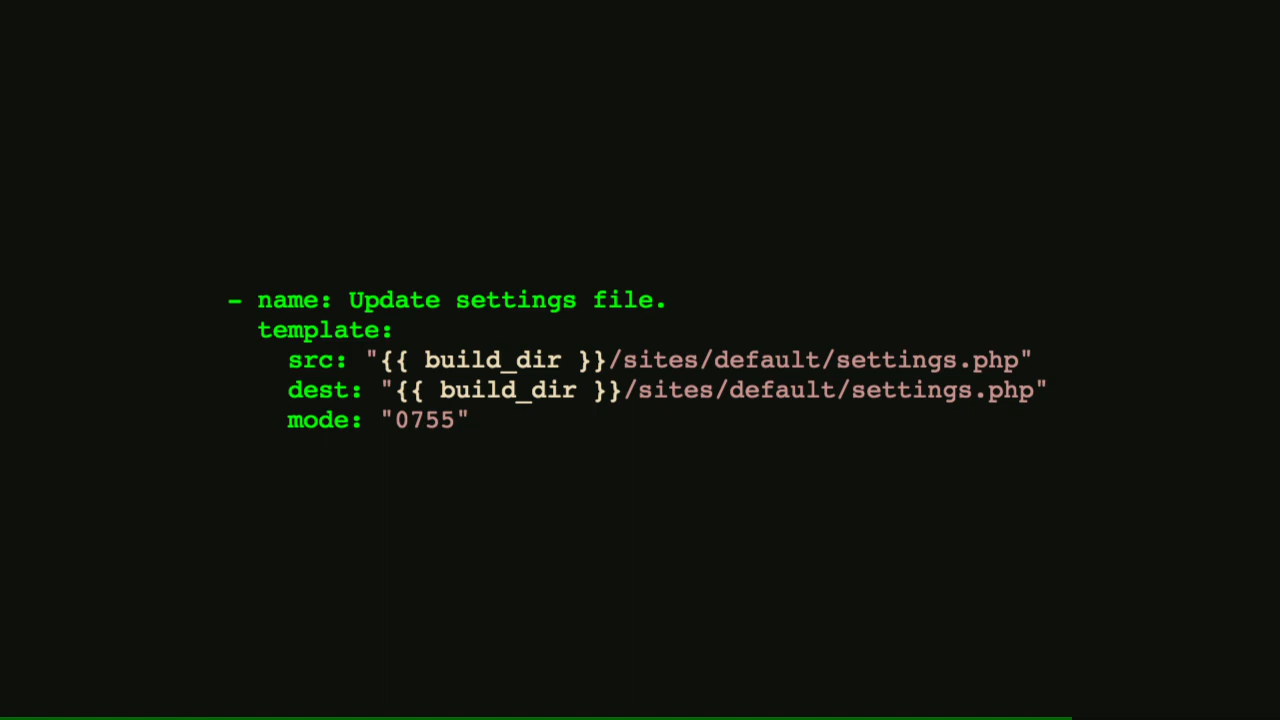 - name: Update settings file.
  template:
    src: "{{ build_dir }}/sites/default/settings.php"
    dest: "{{ build_dir }}/sites/default/settings.php"
    mode: "0755"